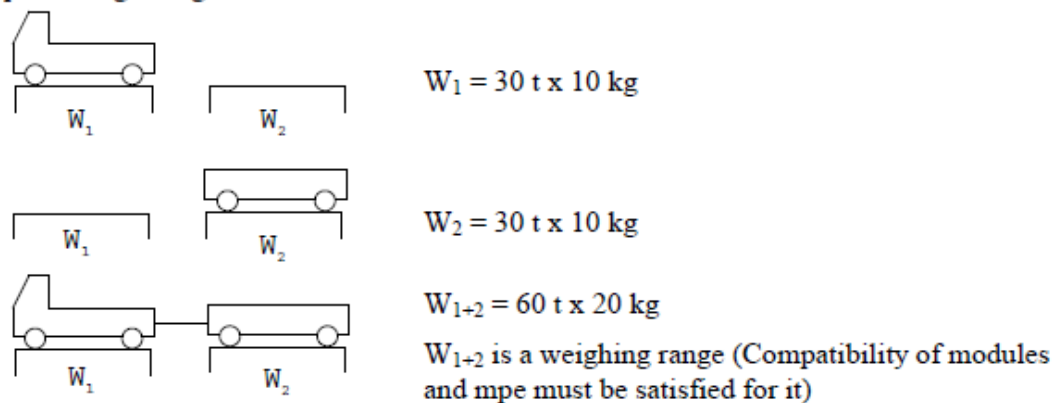 W₁ = 30 t x 10 kg
W₁ W₂
W₂ = 30 t x 10 kg
W₁ W₂
W₁₊₂ = 60 t x 20 kg
W₁₊₂ is a weighing range (Compatibility of modules
and mpe must be satisfied for it)
W₁ W₂